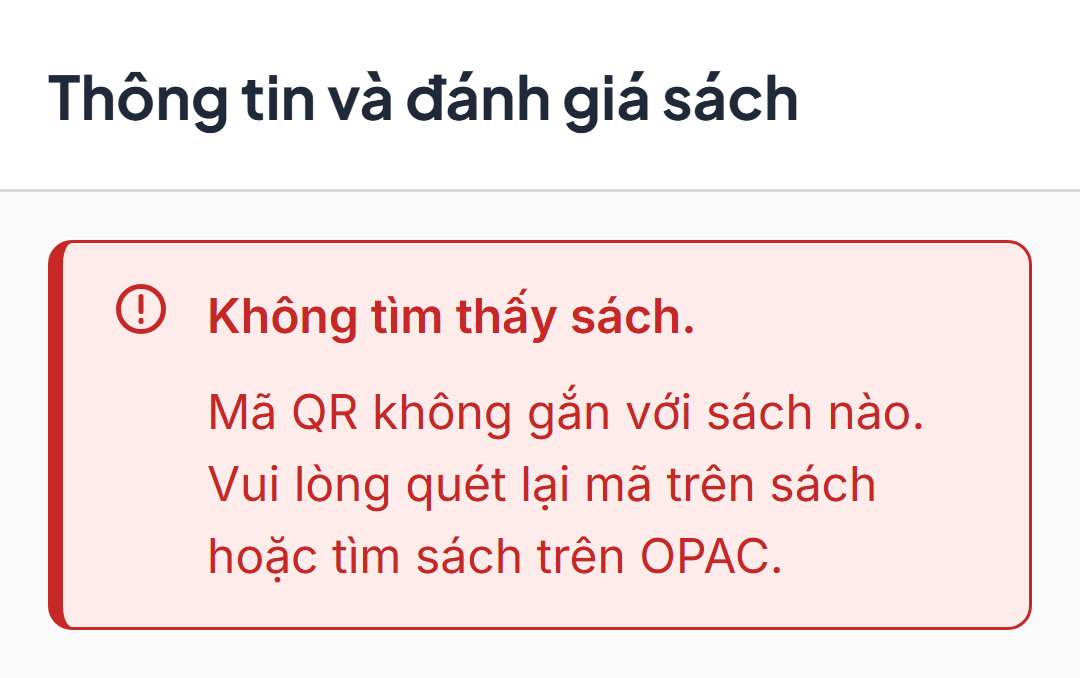 Thông tin và đánh giá sách
Không tìm thấy sách.
Mã QR không gắn với sách nào.
Vui lòng quét lại mã trên sách
hoặc tìm sách trên OPAC.